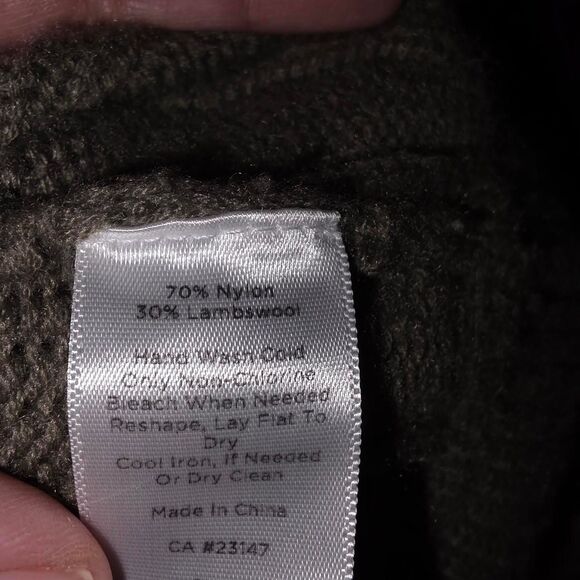 70% Nylon
30% Lambswool
Hand Wash Cold
Only Non-Chlorine
Bleach When Needed
Reshape, Lay Flat To
Dry
Cool Iron, If Needed
Or Dry Clean
Made In China
CA #23147